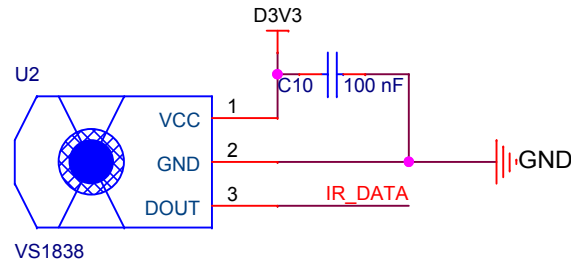 D3V3
U2
C10 100 nF
VCC 1
GND 2
GND
DOUT 3 IR_DATA
VS1838